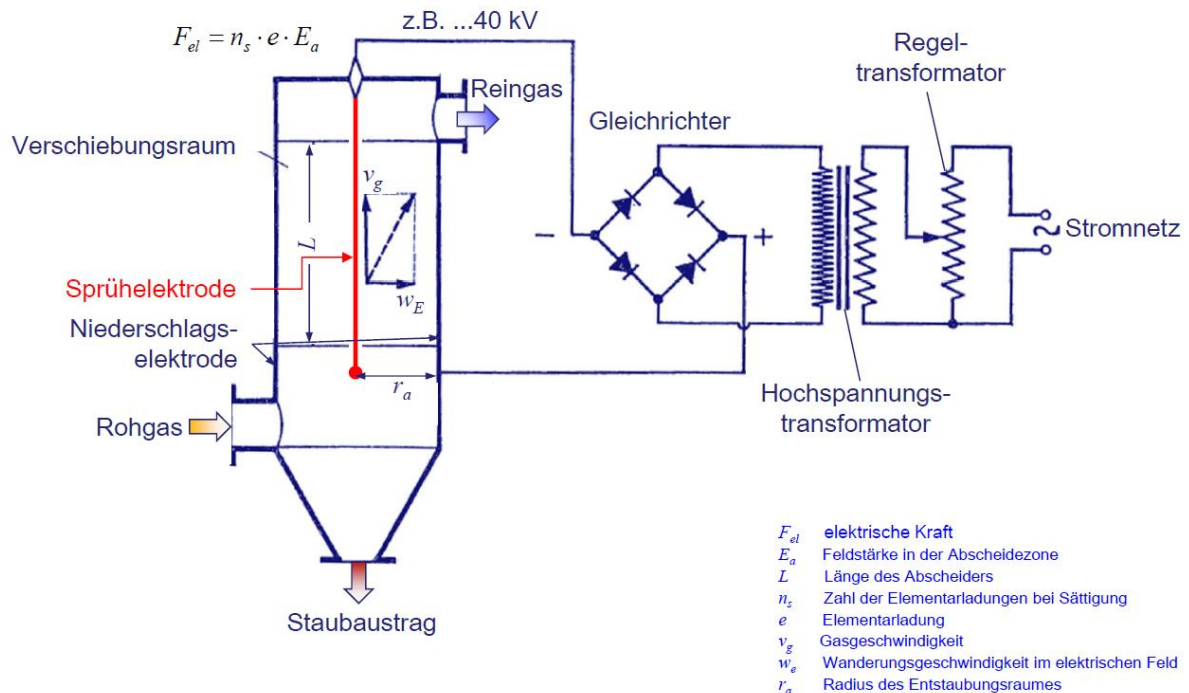 z.B. ...40 kV
F_el = n_s · e · E_a
Regel-
transformator
Reingas
Gleichrichter
Verschiebungsraum
v_g
L
-
+
~
Stromnetz
Sprühelektrode
w_E
Niederschlags-
elektrode
r_a
Hochspannungs-
transformator
Rohgas
Staubaustrag
F_el elektrische Kraft
E_a Feldstärke in der Abscheidezone
L Länge des Abscheiders
n_s Zahl der Elementarladungen bei Sättigung
e Elementarladung
v_g Gasgeschwindigkeit
w_e Wanderungsgeschwindigkeit im elektrischen Feld
r_a Radius des Entstaubungsraumes